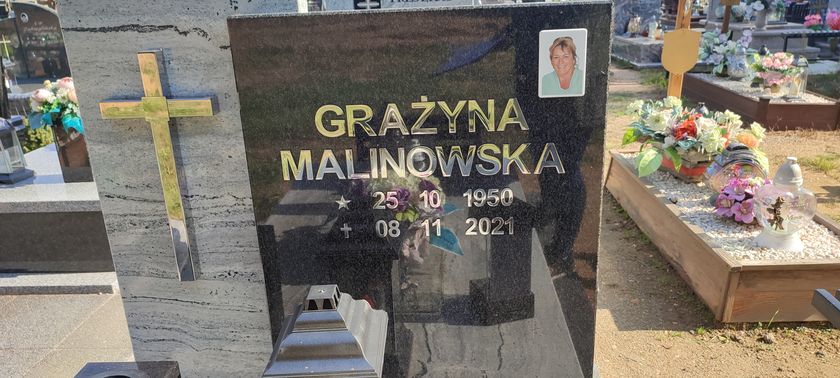 GRAŻYNA
MALINOWSKA
★ 25 10 1950
✝ 08 11 2021